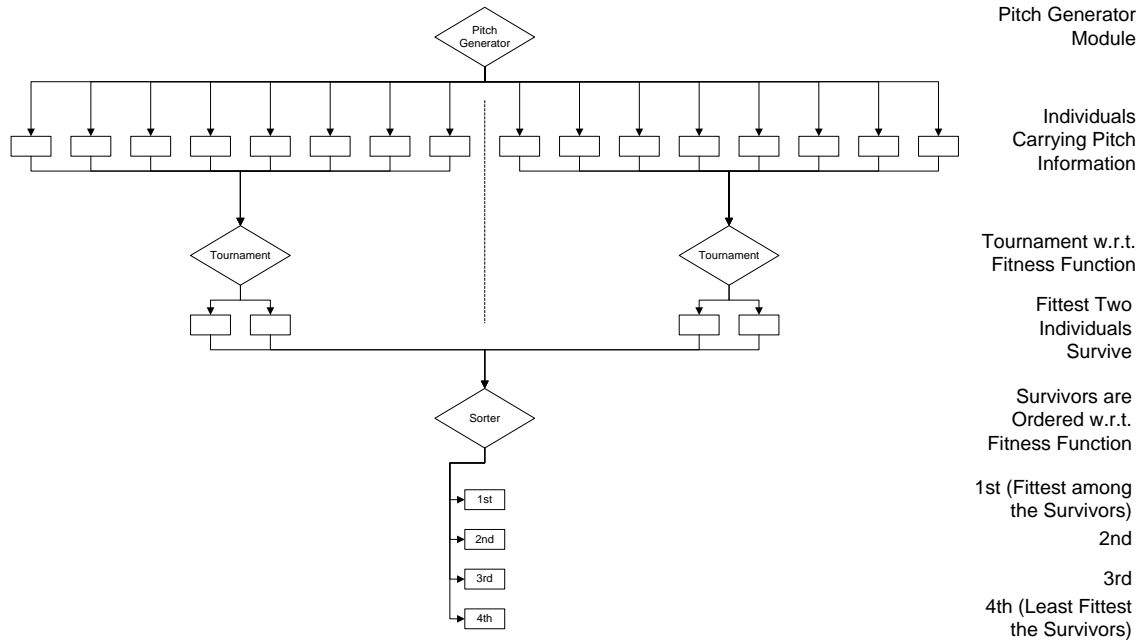 Pitch
Generator
Pitch Generator
Module
Individuals
Carrying Pitch
Information
Tournament
Tournament
Tournament w.r.t.
Fitness Function
Fittest Two
Individuals
Survive
Sorter
Survivors are
Ordered w.r.t.
Fitness Function
1st
1st (Fittest among
the Survivors)
2nd
2nd
3rd
3rd
4th
4th (Least Fittest
the Survivors)